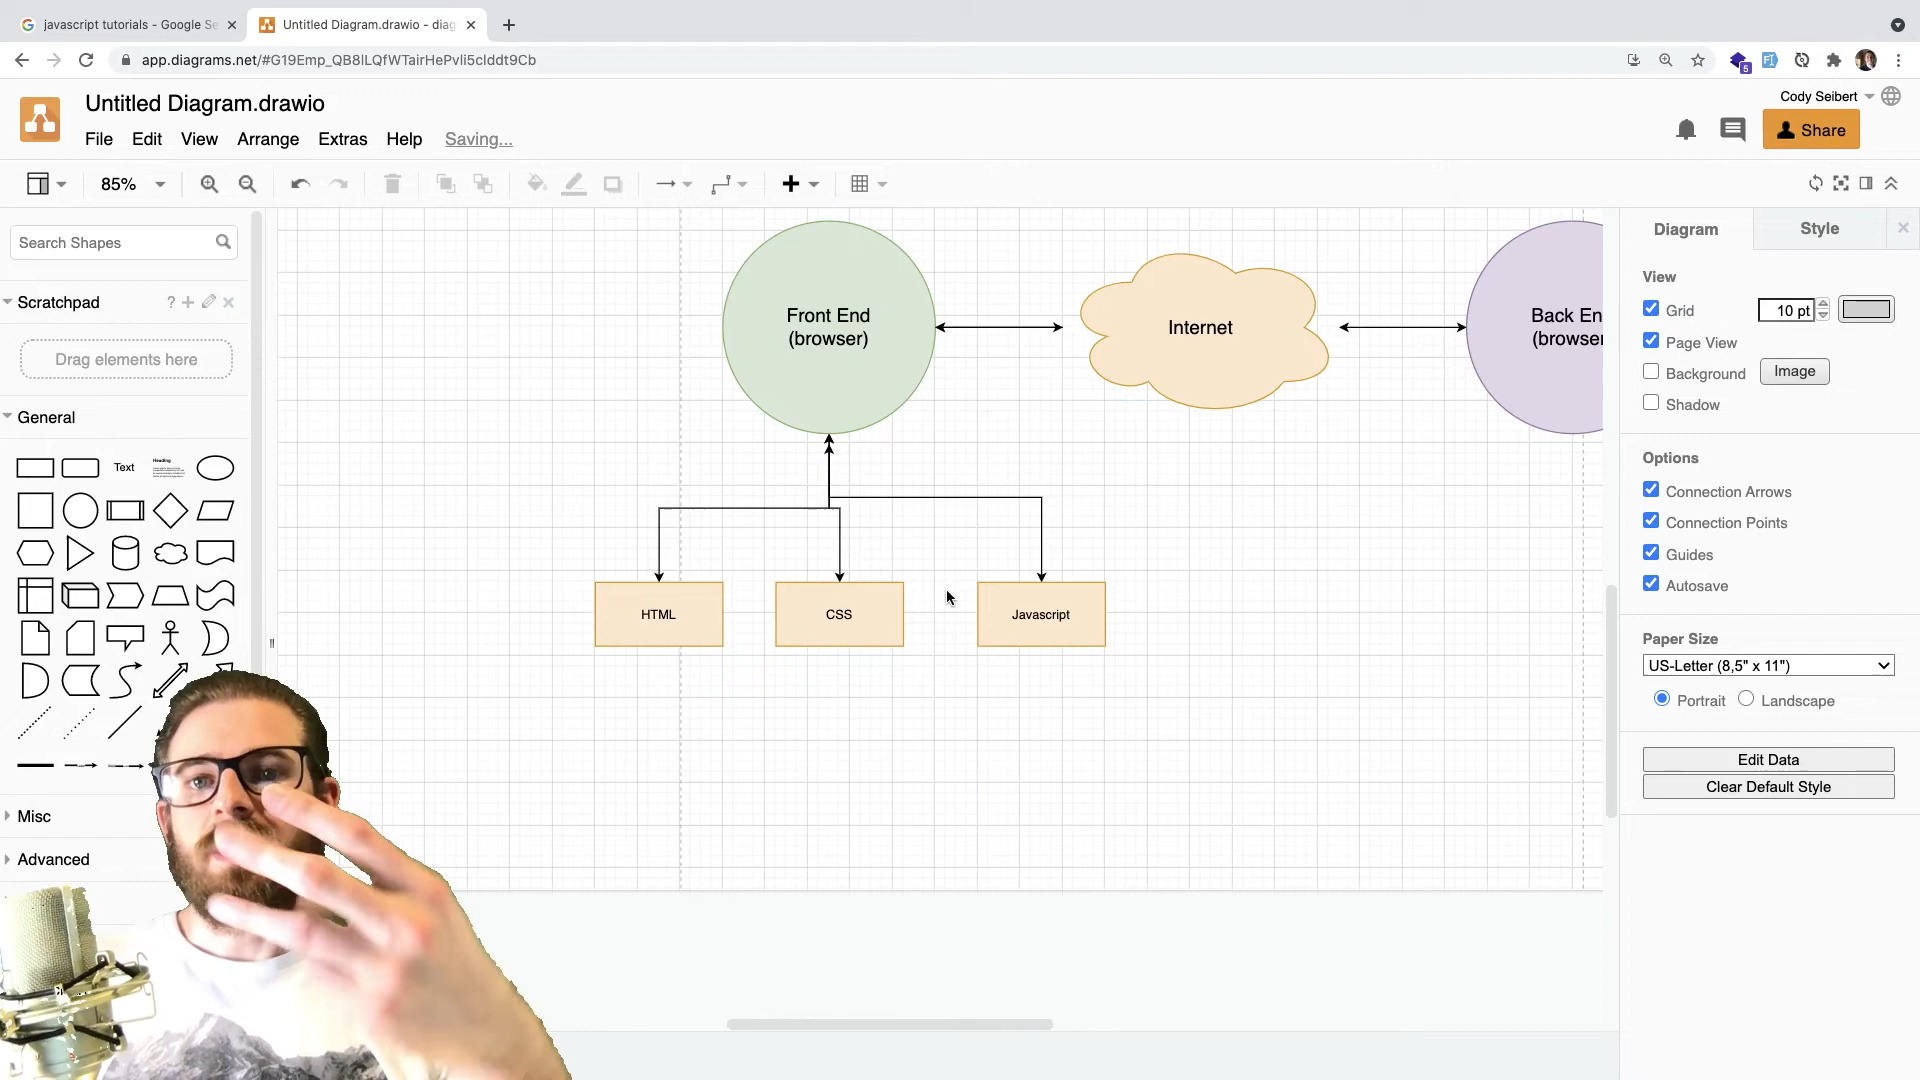 javascript tutorials - Google Se
Untitled Diagram.drawio - diag
app.diagrams.net/#G19Emp_QB8lLQfWTairHePvli5clddt9Cb
5
Untitled Diagram.drawio
Cody Seibert
File Edit View Arrange Extras Help Saving...
Share
85%
Search Shapes
Scratchpad
?
Drag elements here
General
Text
Heading
Misc
Advanced
Front End
(browser)
Internet
Back En
(browser
HTML
CSS
Javascript
Diagram
Style
View
Grid
10 pt
Page View
Background
Image
Shadow
Options
Connection Arrows
Connection Points
Guides
Autosave
Paper Size
US-Letter (8,5" x 11")
Portrait
Landscape
Edit Data
Clear Default Style